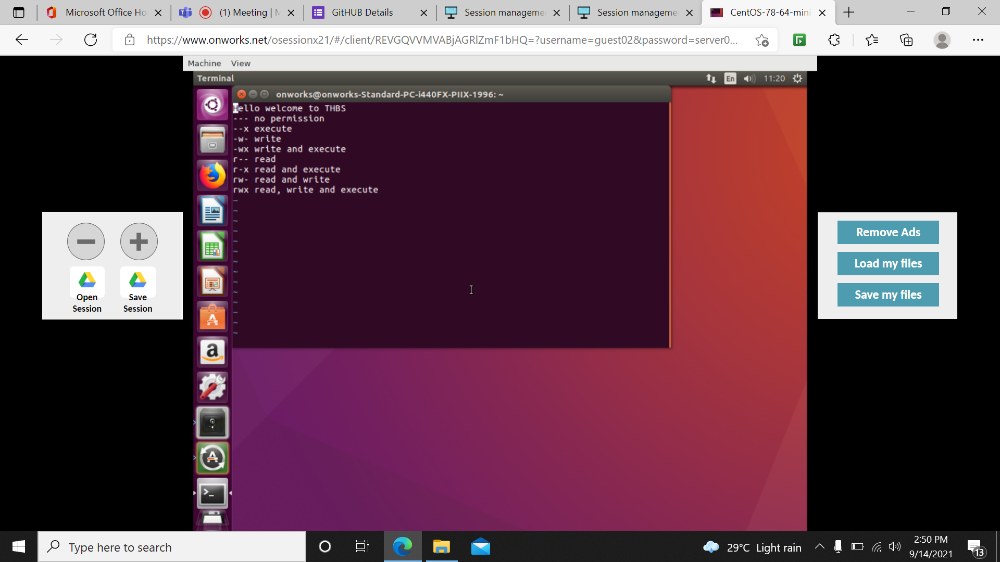 Microsoft Office Ho
(1) Meeting | M
GitHUB Details
Session manageme
Session manageme
CentOS-78-64-mini
https://www.onworks.net/osessionx21/#/client/REVGQVVMVABjAGRlZmF1bHQ=?username=guest02&password=server0...
Machine View
Terminal
En
11:20
onworks@onworks-Standard-PC-i440FX-PIIX-1996: ~
Hello welcome to THBS
--- no permission
--x execute
-w- write
-wx write and execute
r-- read
r-x read and execute
rw- read and write
rwx read, write and execute
~
~
~
~
~
~
~
~
~
~
~
~
~
~
Open Session
Save Session
Remove Ads
Load my files
Save my files
Type here to search
29°C Light rain
2:50 PM
9/14/2021
13